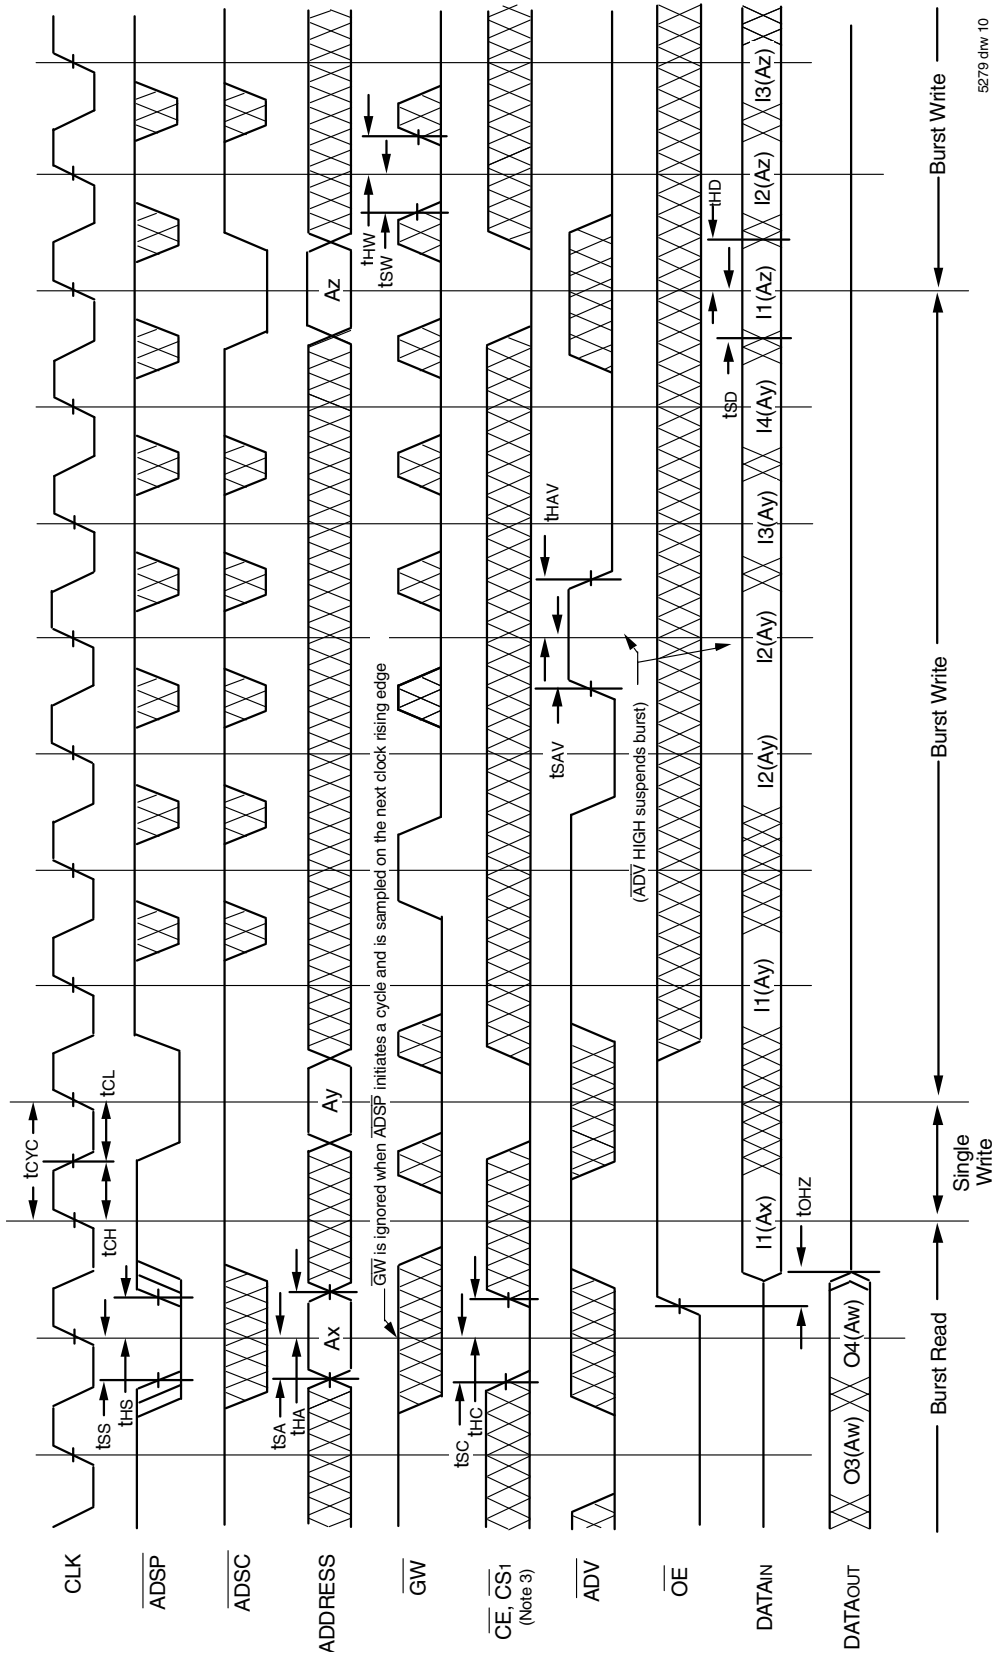 CLK
tCYC
tCH
tCL
ADSP
tSS
tHS
ADSC
ADDRESS
tSA
tHA
Ax
Ay
Az
GW
GW is ignored when ADSP initiates a cycle and is sampled on the next clock rising edge
tHW
tSW
CE, CS1
(Note 3)
tSC
tHC
ADV
tSAV
tHAV
(ADV HIGH suspends burst)
OE
DATAIN
I1(Ax)
I1(Ay)
I2(Ay)
I2(Ay)
I3(Ay)
I4(Ay)
I1(Az)
I2(Az)
I3(Az)
tSD
tHD
tOHZ
DATAOUT
O3(Aw)
O4(Aw)
Burst Read
Single
Write
Burst Write
Burst Write
5279 drw 10